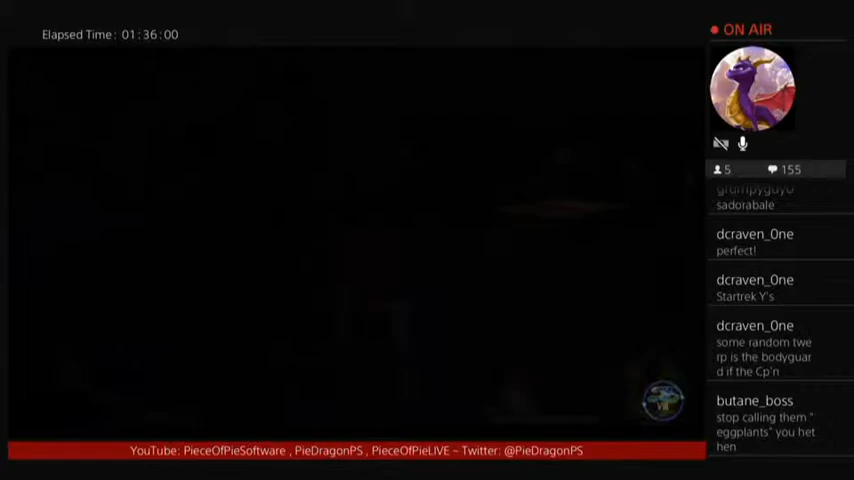 Elapsed Time: 01:36:00
ON AIR
5
155
grumpyguy0
sadorabale
dcraven_0ne
perfect!
dcraven_0ne
Startrek Y's
dcraven_0ne
some random twe
rp is the bodyguar
d if the Cp'n
butane_boss
stop calling them "
eggplants" you het
hen
YouTube: PieceOfPieSoftware , PieDragonPS , PieceOfPieLIVE ~ Twitter: @PieDragonPS